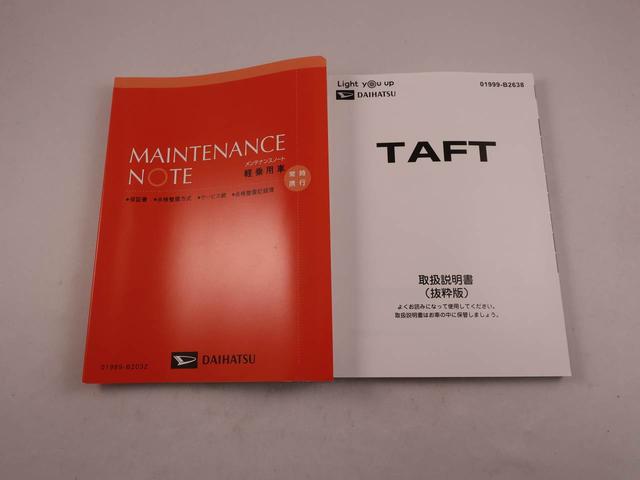 MAINTENANCE
NOTE
メンテナンスノート
軽乗用車
常時
携行
●保証書 ●点検整備方式 ●サービス網 ●点検整備記録簿
DAIHATSU
01999-B2032
Light you up
DAIHATSU
01999-B2638
TAFT
取扱説明書
(抜粋版)
よくお読みになって使用してください。
取扱説明書はお車の中に保管しましょう。